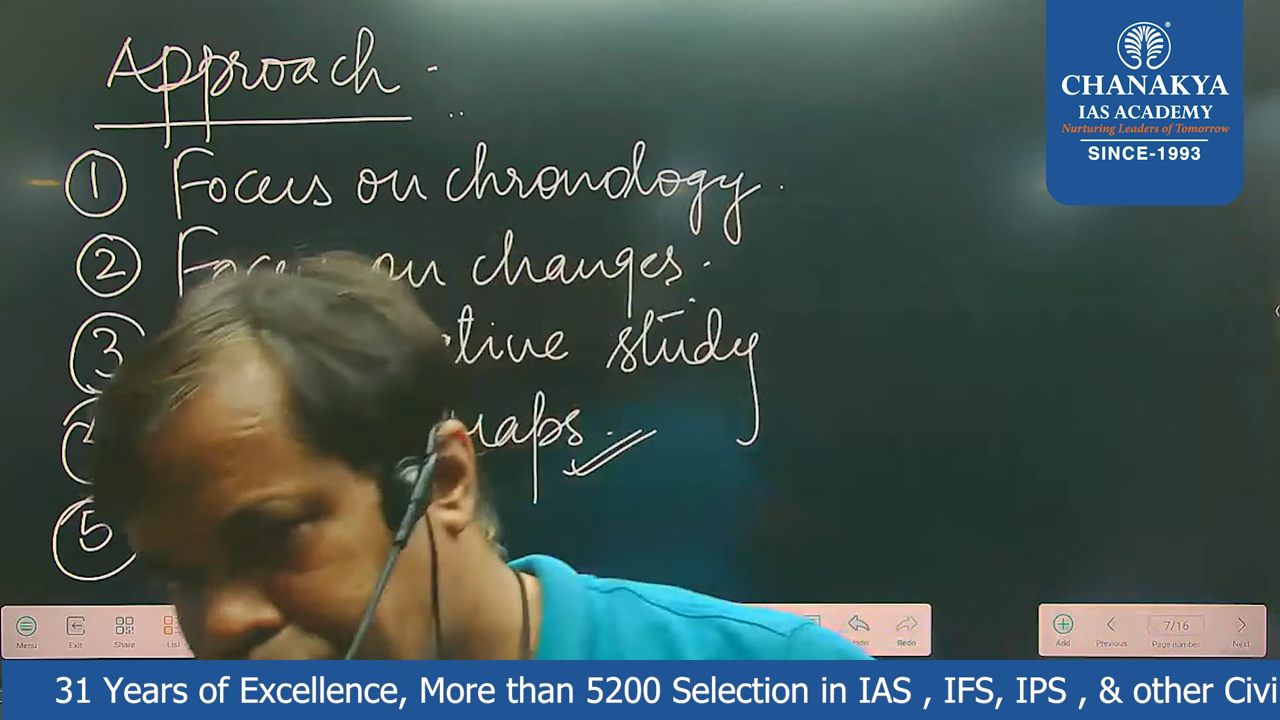 Approach :
① Focus on chronology.
② on changes.
③ study
④ maps.
⑤
CHANAKYA
IAS ACADEMY
Nurturing Leaders of Tomorrow
SINCE-1993
Menu Exit Share Redo
Add Previous 7/16 Page number Next
31 Years of Excellence, More than 5200 Selection in IAS , IFS, IPS , & other Civi